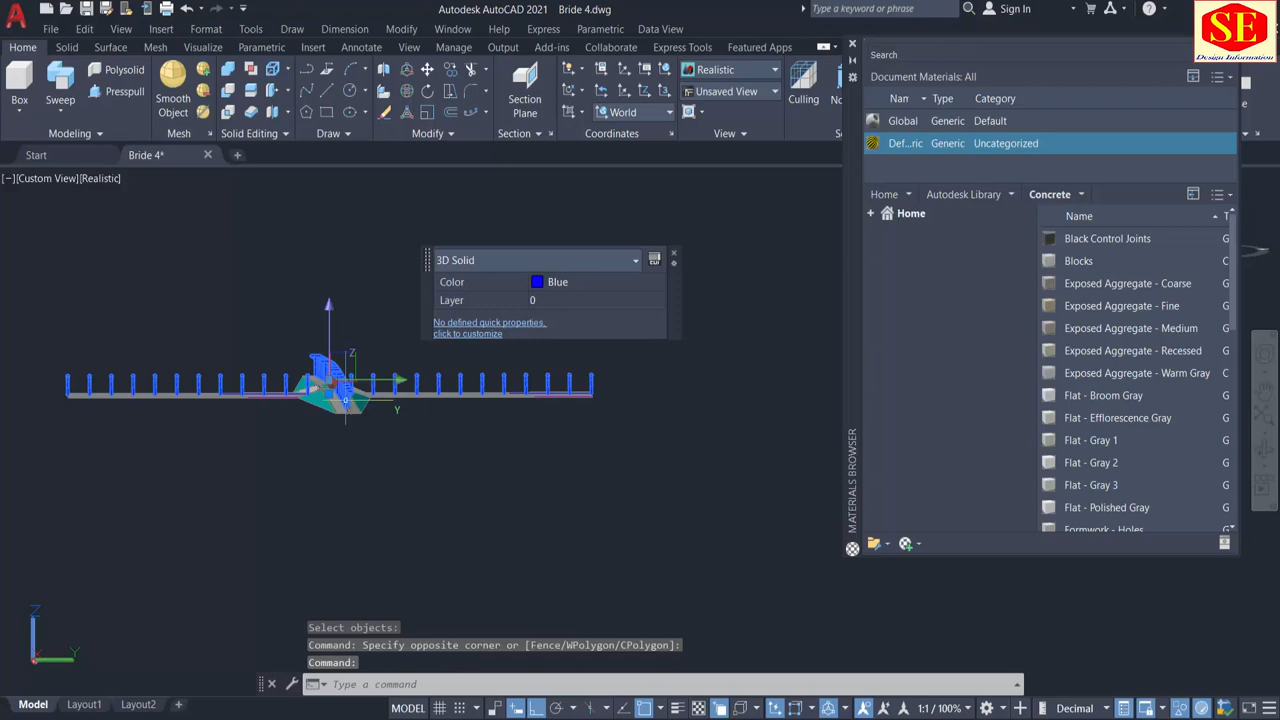 Autodesk AutoCAD 2021 Bride 4.dwg
Type a keyword or phrase
Sign In
SE
Design Information
File Edit View Insert Format Tools Draw Dimension Modify Window Help Express Parametric Data View
Home Solid Surface Mesh Visualize Parametric Insert Annotate View Manage Output Add-ins Collaborate Express Tools Featured Apps
Box
Sweep
Polysolid
Presspull
Smooth
Object
Section
Plane
World
Realistic
Unsaved View
Culling
Modeling
Mesh
Solid Editing
Draw
Modify
Section
Coordinates
View
Start
Bride 4*
[−][Custom View][Realistic]
3D Solid
Color Blue
Layer 0
No defined quick properties,
click to customize
Z
Y
Z
Y
Select objects:
Command: Specify opposite corner or [Fence/WPolygon/CPolygon]:
Command:
Type a command
Search
Document Materials: All
Nam Type Category
Global Generic Default
Def...ric Generic Uncategorized
Home Autodesk Library Concrete
Home
Name T
Black Control Joints G
Blocks C
Exposed Aggregate - Coarse G
Exposed Aggregate - Fine G
Exposed Aggregate - Medium G
Exposed Aggregate - Recessed G
Exposed Aggregate - Warm Gray C
Flat - Broom Gray G
Flat - Efflorescence Gray G
Flat - Gray 1 G
Flat - Gray 2 G
Flat - Gray 3 G
Flat - Polished Gray G
Formwork - Holes
MATERIALS BROWSER
Model Layout1 Layout2
MODEL
1:1 / 100%
Decimal